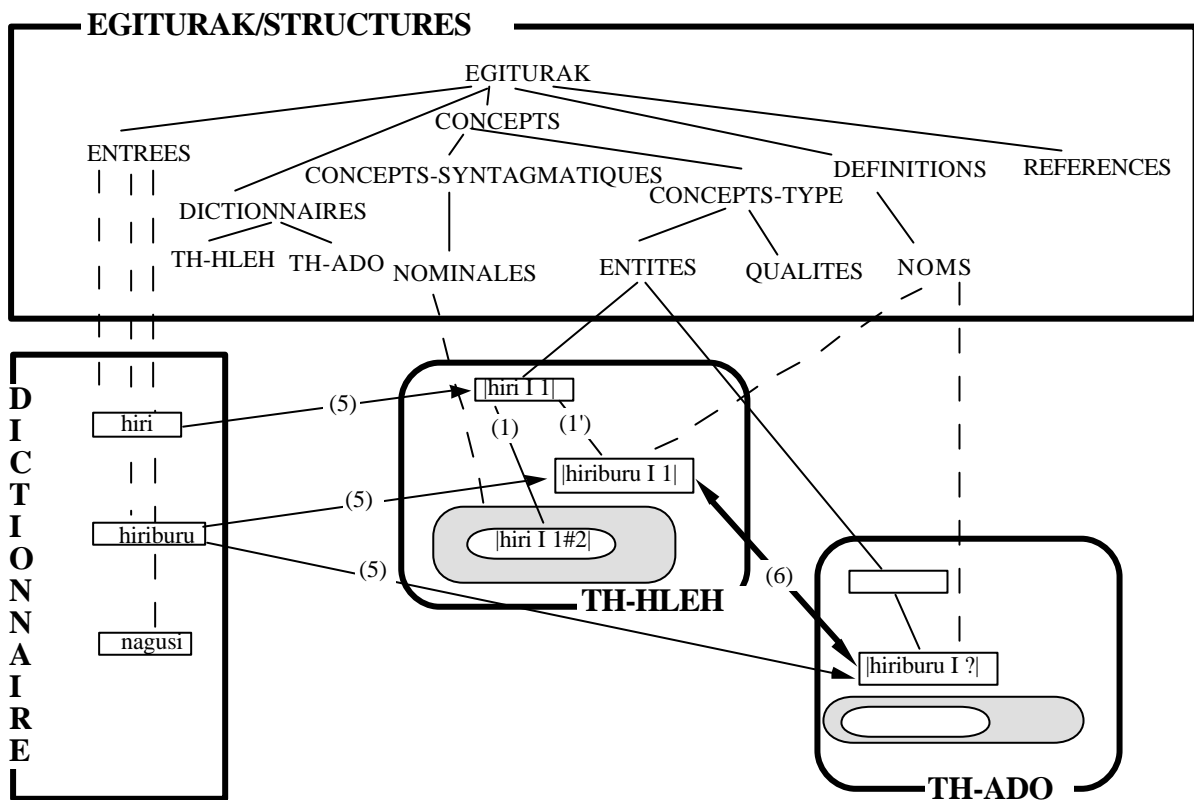 EGITURAK/STRUCTURES
EGITURAK
CONCEPTS
ENTREES
CONCEPTS-SYNTAGMATIQUES
DEFINITIONS
REFERENCES
CONCEPTS-TYPE
DICTIONNAIRES
TH-HLEH
TH-ADO
NOMINALES
ENTITES
QUALITES
NOMS
DICTIONNAIRE
hiri
hiriburu
nagusi
(5)
(5)
(5)
|hiri I 1|
(1)
(1')
|hiriburu I 1|
|hiri I 1#2|
TH-HLEH
(6)
|hiriburu I ?|
TH-ADO